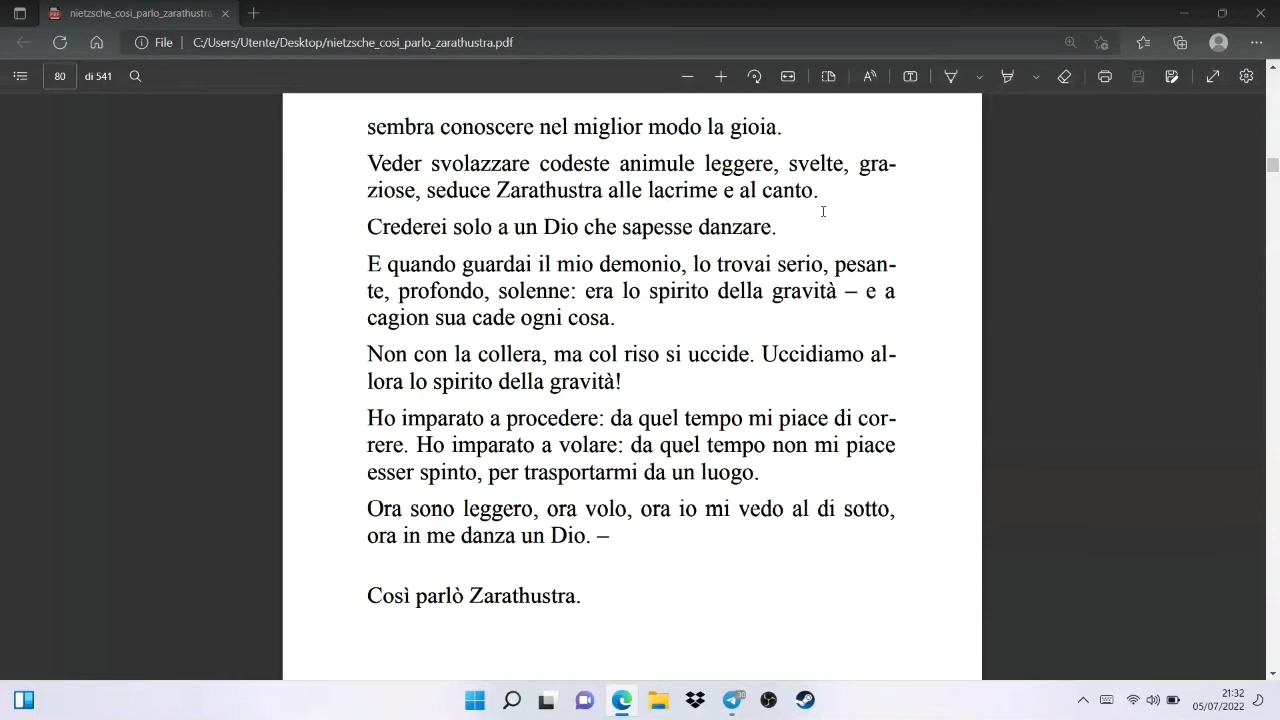 nietzsche_cosi_parlo_zarathustra
File
C:/Users/Utente/Desktop/nietzsche_cosi_parlo_zarathustra.pdf
80
di 541
sembra conoscere nel miglior modo la gioia.
Veder svolazzare codeste animule leggere, svelte, gra-
ziose, seduce Zarathustra alle lacrime e al canto.
Crederei solo a un Dio che sapesse danzare.
E quando guardai il mio demonio, lo trovai serio, pesan-
te, profondo, solenne: era lo spirito della gravità – e a
cagion sua cade ogni cosa.
Non con la collera, ma col riso si uccide. Uccidiamo al-
lora lo spirito della gravità!
Ho imparato a procedere: da quel tempo mi piace di cor-
rere. Ho imparato a volare: da quel tempo non mi piace
esser spinto, per trasportarmi da un luogo.
Ora sono leggero, ora volo, ora io mi vedo al di sotto,
ora in me danza un Dio. –
Così parlò Zarathustra.
21:32
05/07/2022